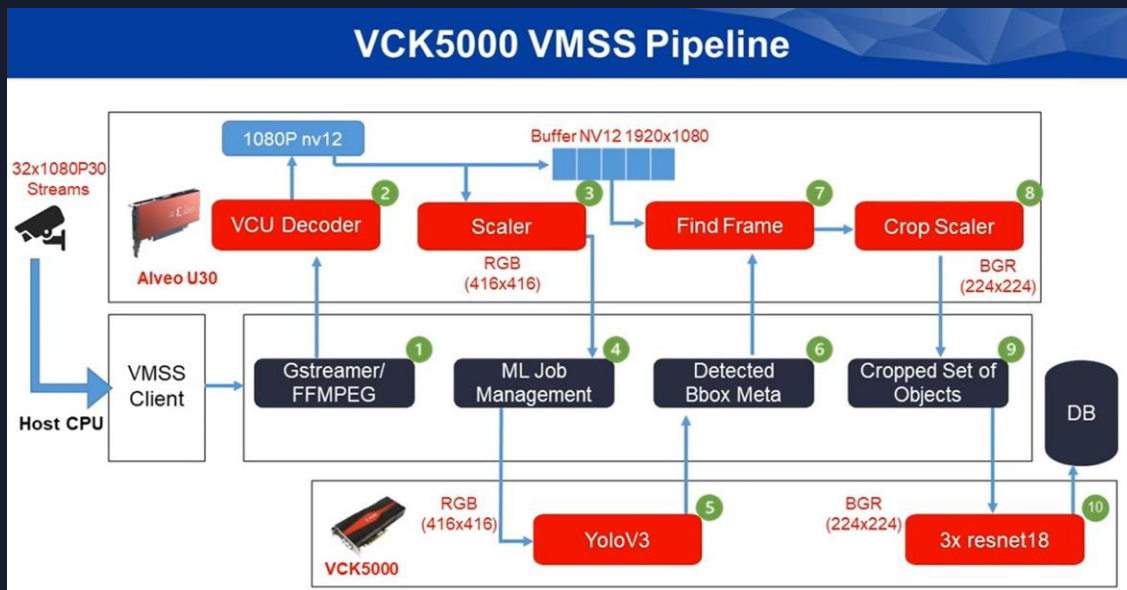 VCK5000 VMSS Pipeline
32x1080P30
Streams
1080P nv12
Buffer NV12 1920x1080
2
VCU Decoder
3
Scaler
7
Find Frame
8
Crop Scaler
Alveo U30
RGB
(416x416)
BGR
(224x224)
VMSS
Client
Host CPU
1
Gstreamer/
FFMPEG
4
ML Job
Management
6
Detected
Bbox Meta
9
Cropped Set of
Objects
DB
VCK5000
RGB
(416x416)
5
YoloV3
BGR
(224x224)
10
3x resnet18